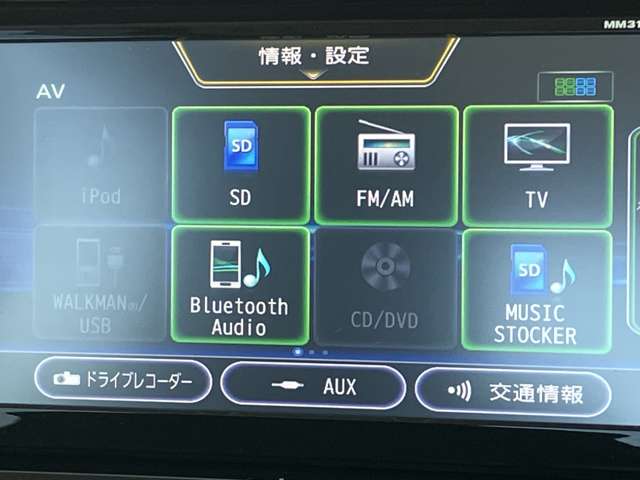 MM31
情報・設定
AV
iPod
SD
SD
FM/AM
TV
WALKMAN(R)/
USB
Bluetooth
Audio
CD/DVD
SD
MUSIC
STOCKER
ドライブレコーダー
AUX
交通情報